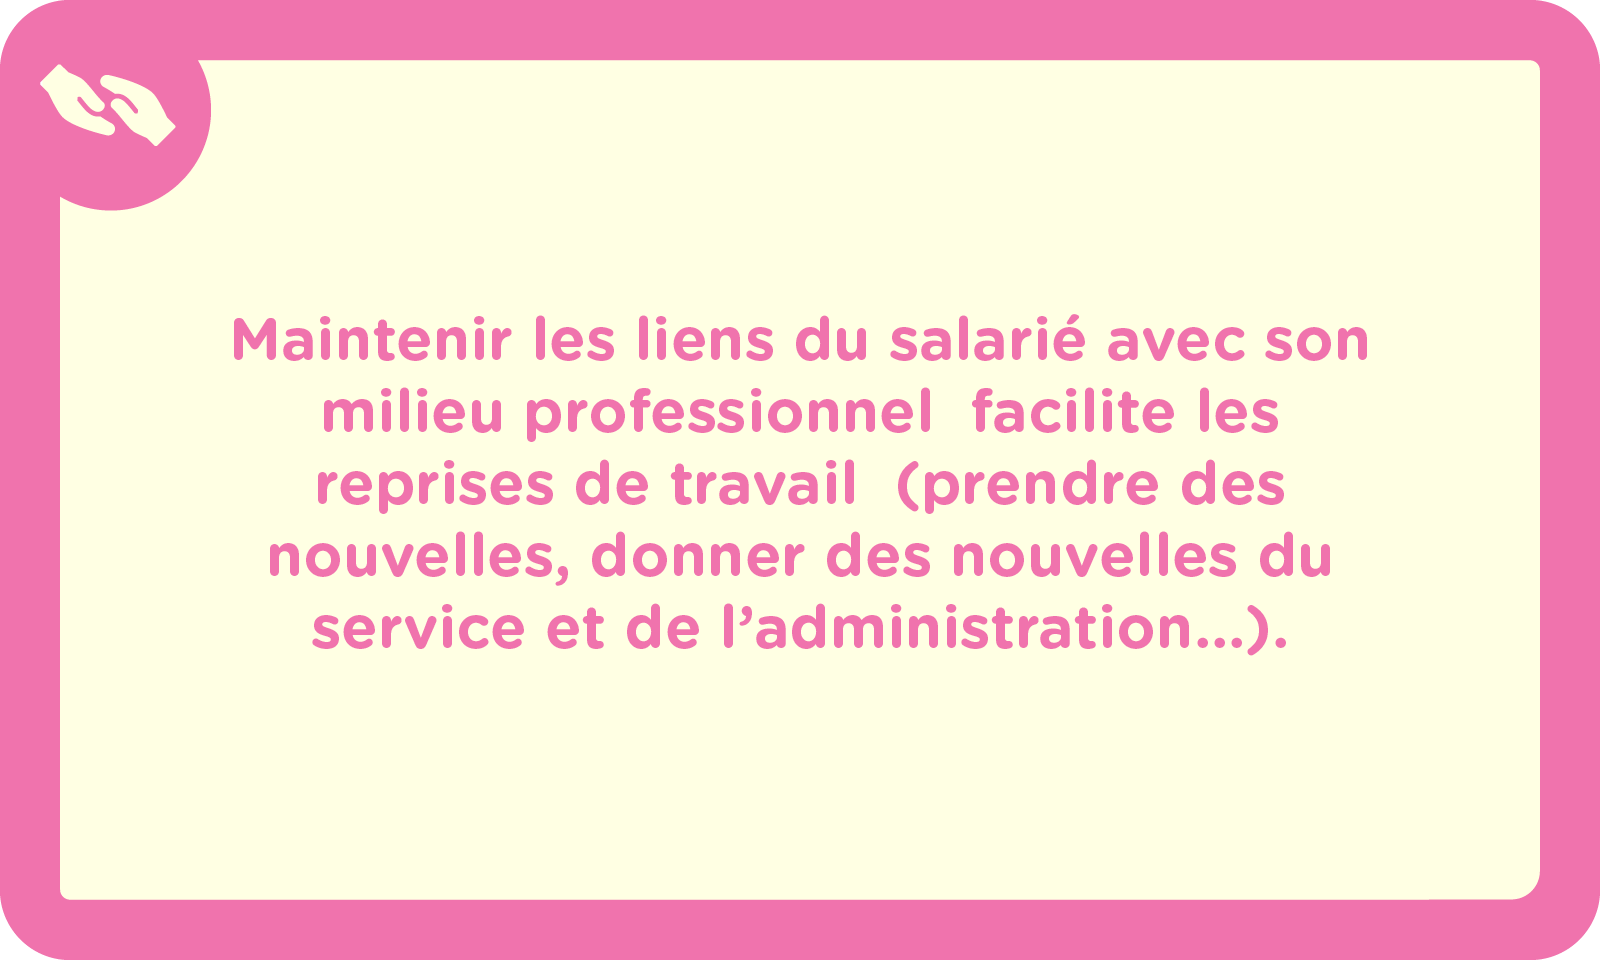 Maintenir les liens du salarié avec son
milieu professionnel  facilite les
reprises de travail  (prendre des
nouvelles, donner des nouvelles du
service et de l’administration...).